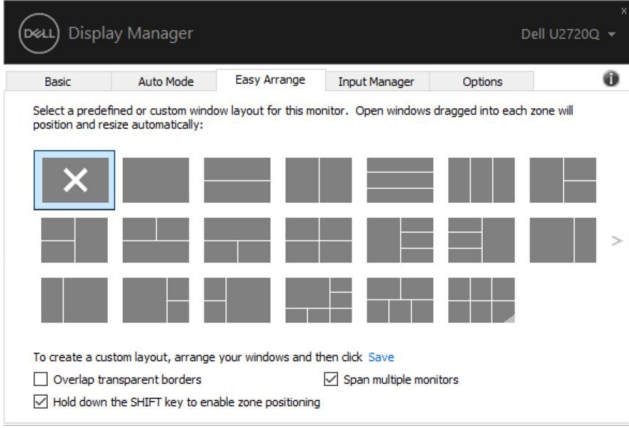 x
DELL Display Manager
Dell U2720Q
Basic Auto Mode Easy Arrange Input Manager Options
Select a predefined or custom window layout for this monitor. Open windows dragged into each zone will
position and resize automatically:
To create a custom layout, arrange your windows and then click Save
Overlap transparent borders
Span multiple monitors
Hold down the SHIFT key to enable zone positioning